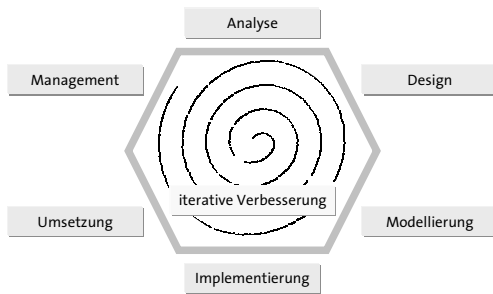 Analyse
Management
Design
iterative Verbesserung
Umsetzung
Modellierung
Implementierung